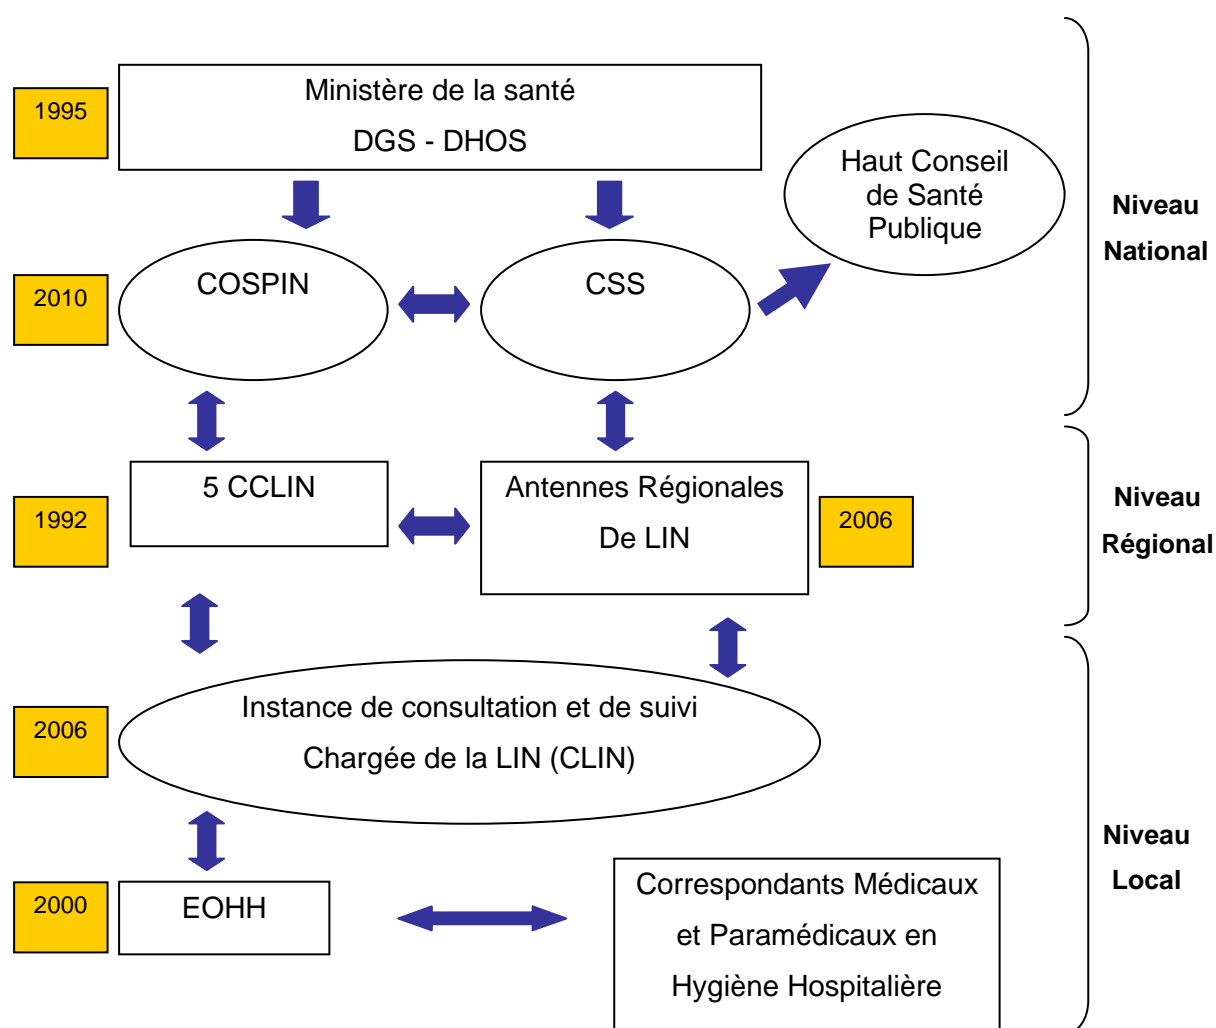 1995
Ministère de la santé
DGS - DHOS
Haut Conseil
de Santé
Publique
Niveau
National
2010
COSPIN
CSS
1992
5 CCLIN
Antennes Régionales
De LIN
2006
Niveau
Régional
2006
Instance de consultation et de suivi
Chargée de la LIN (CLIN)
Niveau
Local
2000
EOHH
Correspondants Médicaux
et Paramédicaux en
Hygiène Hospitalière